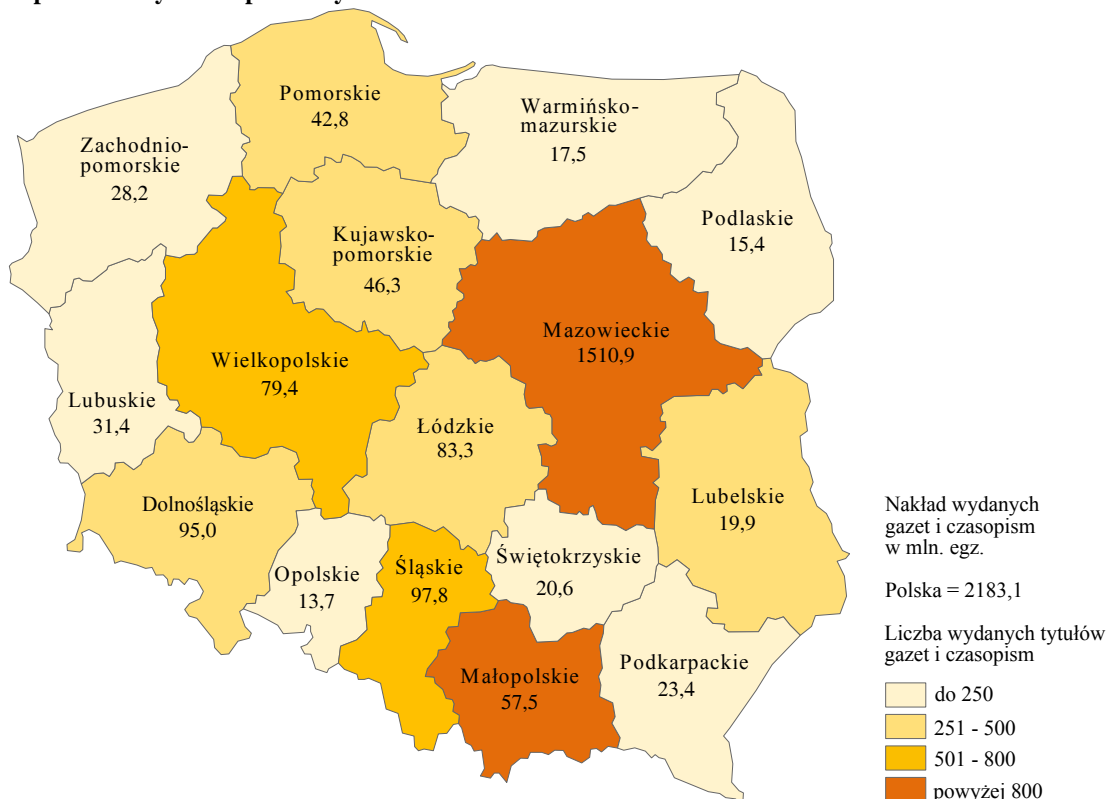 Pomorskie
42,8
Warmińsko-
mazurskie
17,5
Zachodnio-
pomorskie
28,2
Podlaskie
15,4
Kujawsko-
pomorskie
46,3
Mazowieckie
1510,9
Wielkopolskie
79,4
Lubuskie
31,4
Łódzkie
83,3
Dolnośląskie
95,0
Lubelskie
19,9
Opolskie
13,7
Śląskie
97,8
Świętokrzyskie
20,6
Małopolskie
57,5
Podkarpackie
23,4
Nakład wydanych
gazet i czasopism
w mln. egz.
Polska = 2183,1
Liczba wydanych tytułów
gazet i czasopism
do 250
251 - 500
501 - 800
powyżej 800